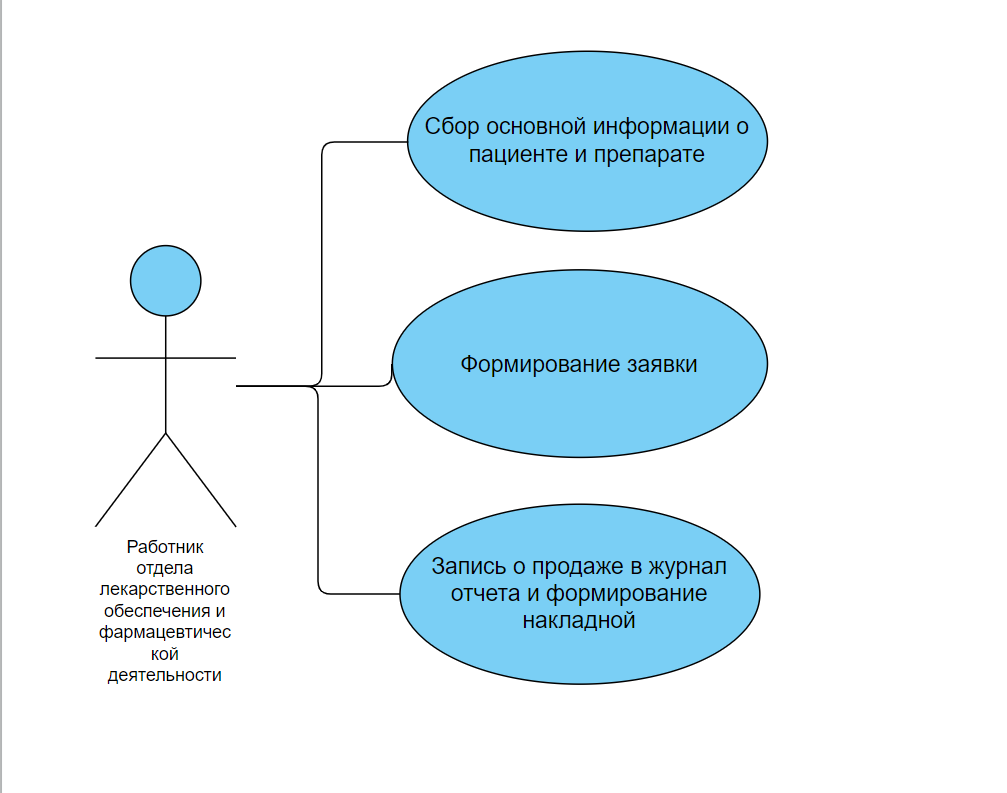 Сбор основной информации о
пациенте и препарате
Формирование заявки
Запись о продаже в журнал
отчета и формирование
накладной
Работник
отдела
лекарственного
обеспечения и
фармацевтичес
кой
деятельности